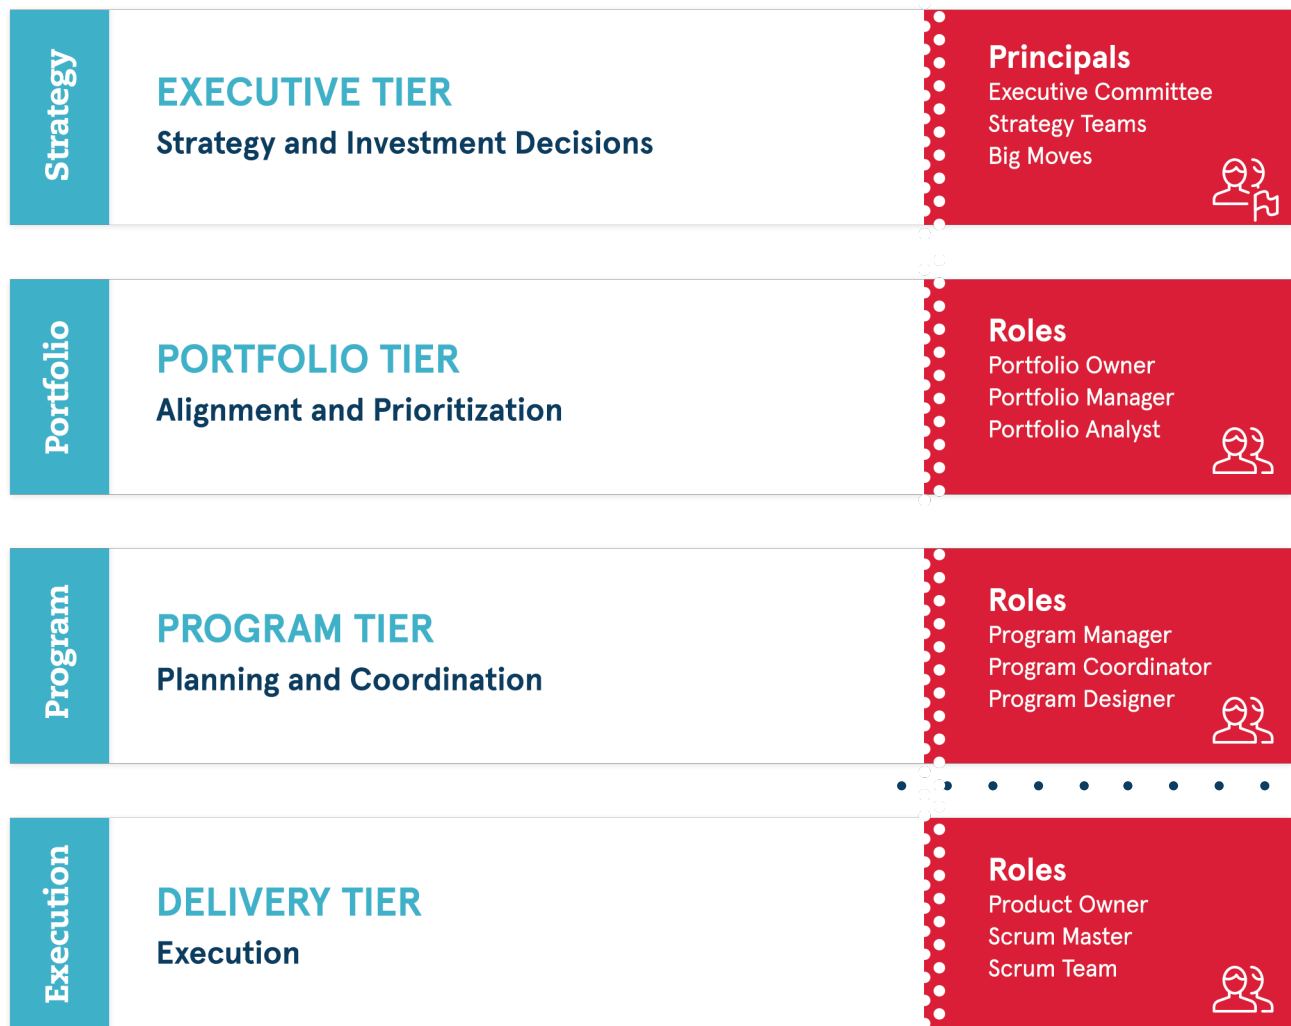 Strategy
EXECUTIVE TIER
Strategy and Investment Decisions
Principals
Executive Committee
Strategy Teams
Big Moves
Portfolio
PORTFOLIO TIER
Alignment and Prioritization
Roles
Portfolio Owner
Portfolio Manager
Portfolio Analyst
Program
PROGRAM TIER
Planning and Coordination
Roles
Program Manager
Program Coordinator
Program Designer
Execution
DELIVERY TIER
Execution
Roles
Product Owner
Scrum Master
Scrum Team